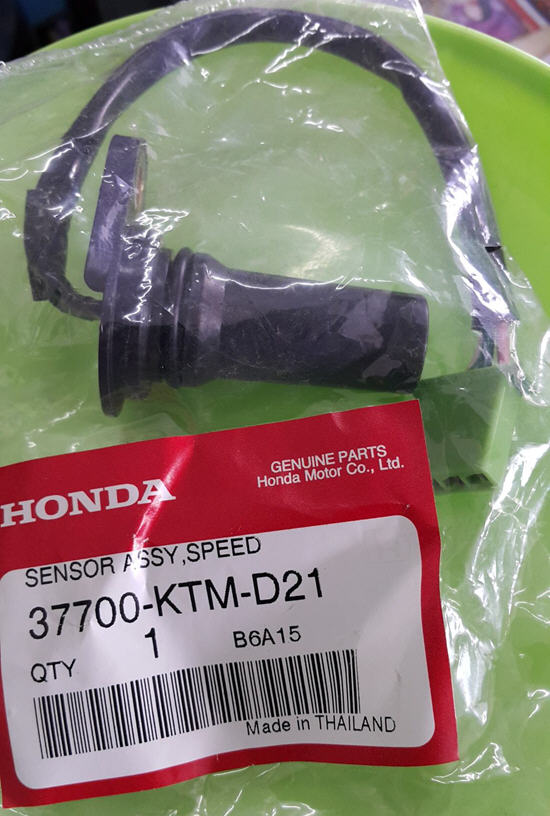 HONDA
GENUINE PARTS
Honda Motor Co., Ltd.
SENSOR ASSY,SPEED
37700-KTM-D21
QTY 1 B6A15
Made in THAILAND